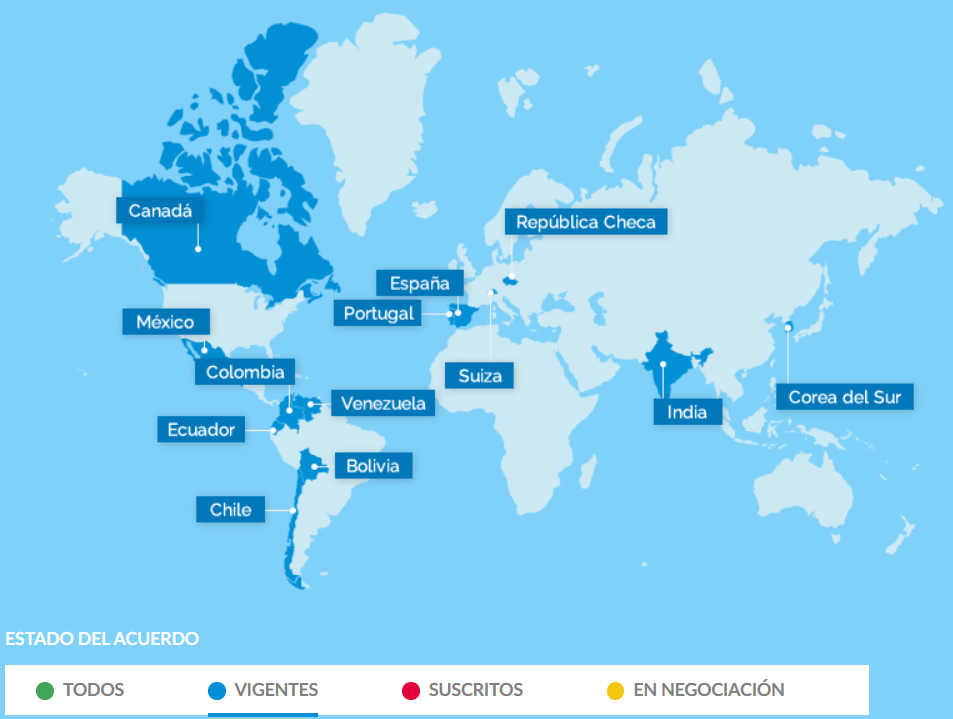 Canadá
República Checa
España
Portugal
México
Colombia
Suiza
Venezuela
Corea del Sur
India
Ecuador
Bolivia
Chile
ESTADO DEL ACUERDO
TODOS
VIGENTES
SUSCRITOS
EN NEGOCIACIÓN